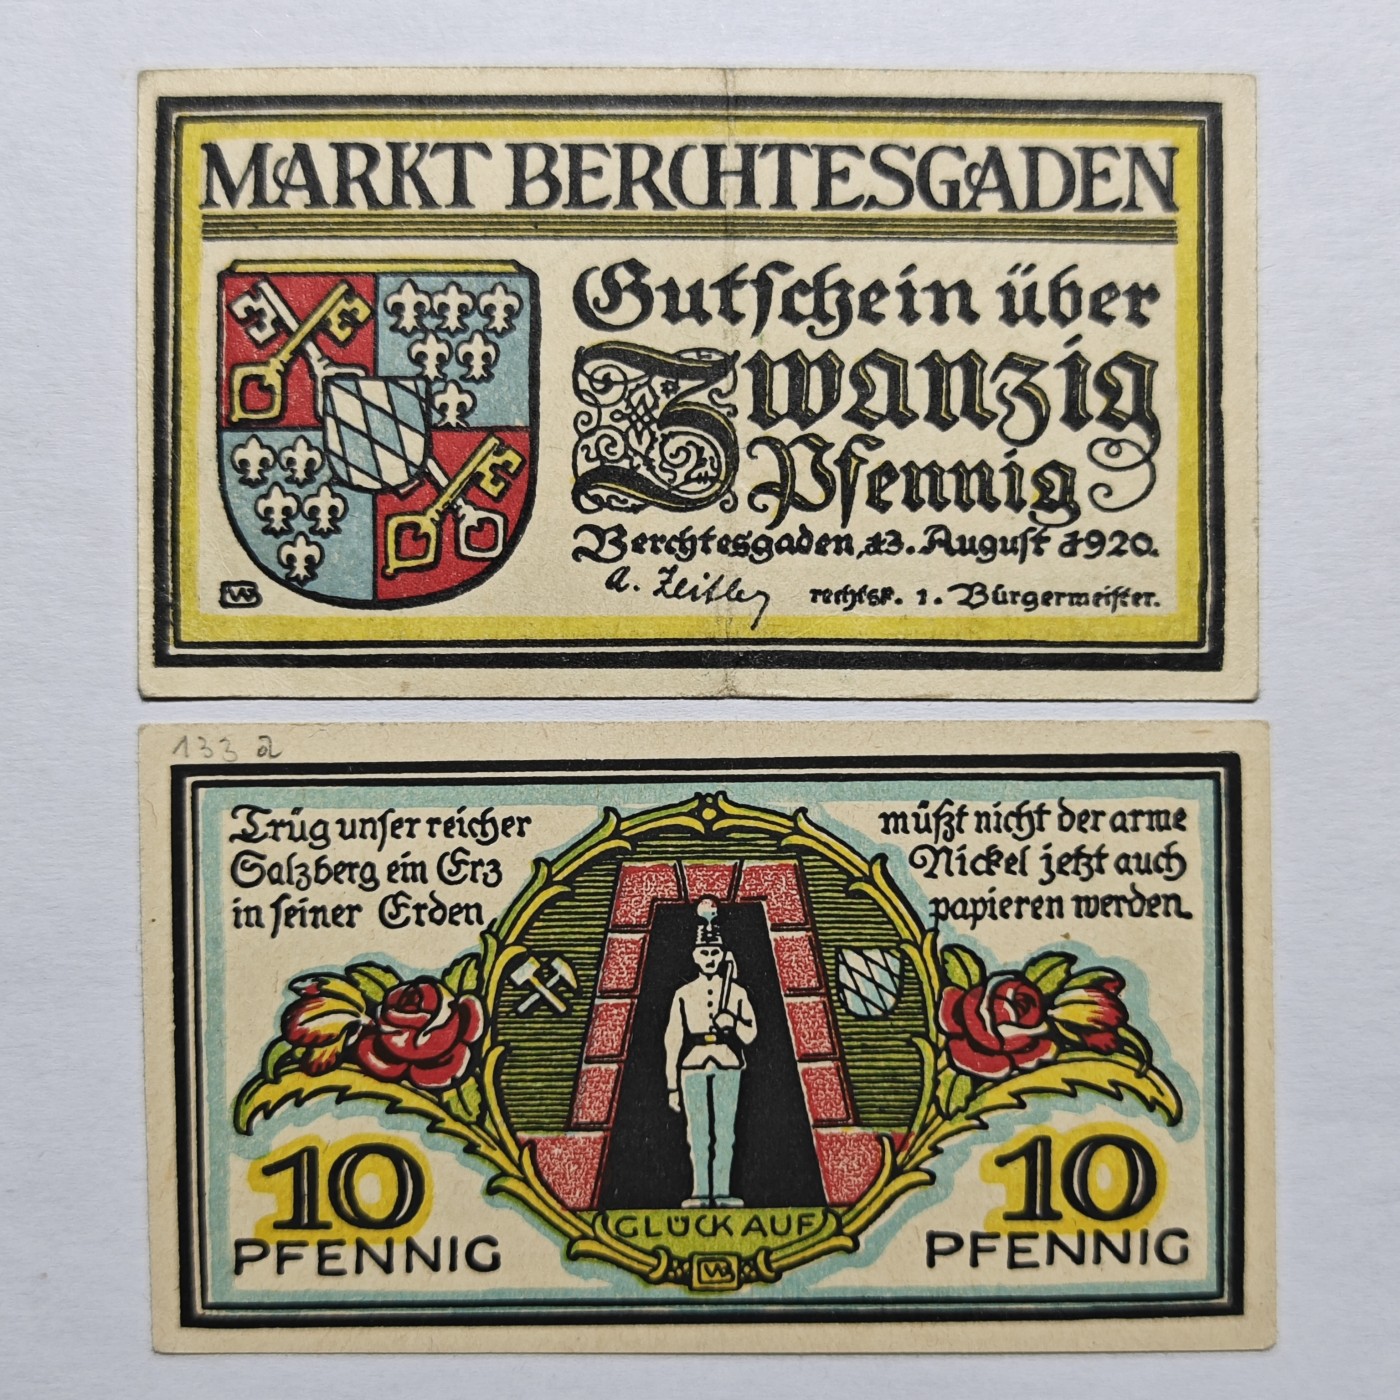 MARKT BERCHTESGADEN
Gutschein über
Zwanzig
Pfennig
Berchtesgaden, 23. August 1920.
rechtsk. 1. Bürgermeister.
W
133 a
Trüg unser reicher
Salzberg ein Erz
in seiner Erden,
müßt nicht der arme
Nickel jetzt auch
papieren werden.
10
PFENNIG
10
PFENNIG
GLÜCK AUF
W